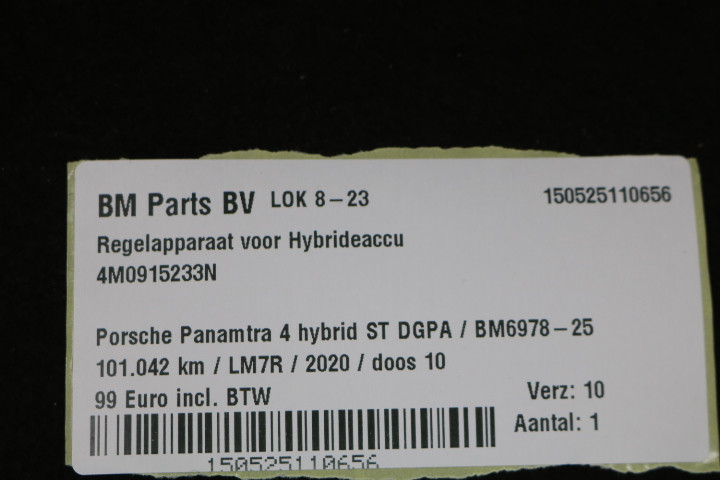 BM Parts BV LOK 8-23 150525110656
Regelapparaat voor Hybrideaccu
4M0915233N
Porsche Panamtra 4 hybrid ST DGPA / BM6978-25
101.042 km / LM7R / 2020 / doos 10
99 Euro incl. BTW Verz: 10
Aantal: 1
150525110656